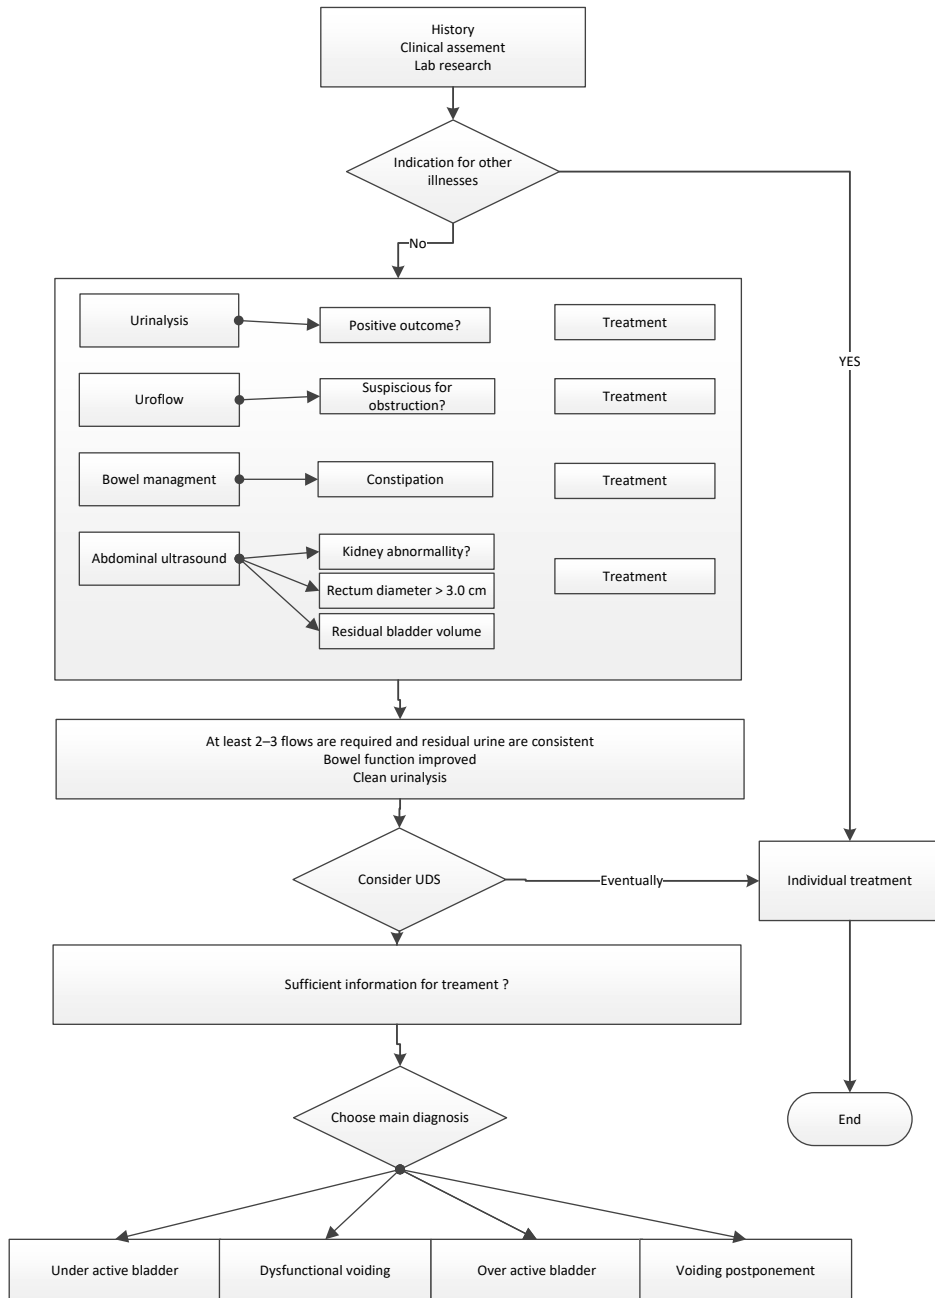 History
Clinical assement
Lab research
Indication for other
illnesses
No
YES
Urinalysis
Positive outcome?
Treatment
Uroflow
Suspiscious for
obstruction?
Treatment
Bowel managment
Constipation
Treatment
Abdominal ultrasound
Kidney abnormallity?
Rectum diameter > 3.0 cm
Residual bladder volume
Treatment
At least 2–3 flows are required and residual urine are consistent
Bowel function improved
Clean urinalysis
Consider UDS
Eventually
Individual treatment
Sufficient information for treament ?
Choose main diagnosis
End
Under active bladder
Dysfunctional voiding
Over active bladder
Voiding postponement